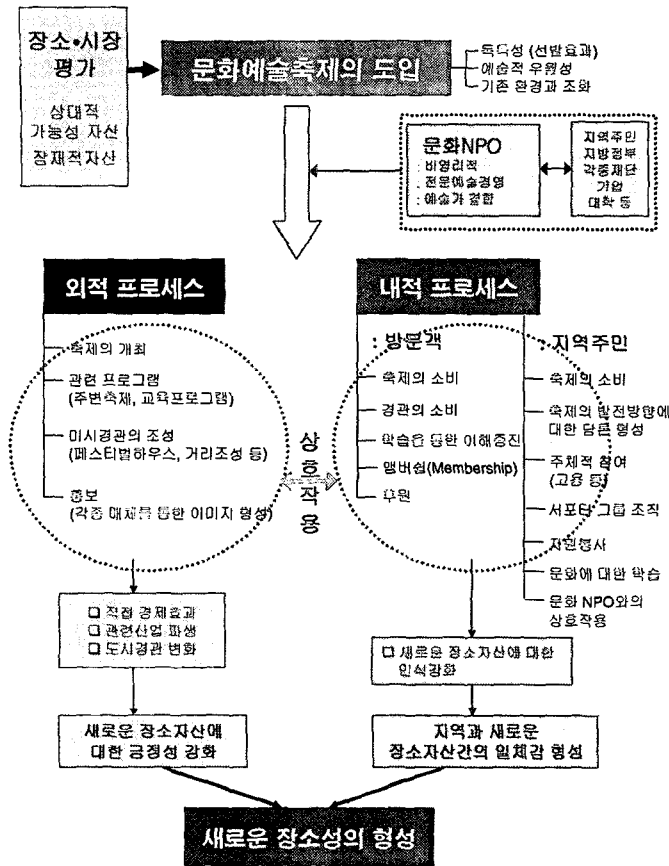 장소•시장
평가
상대적
가능성 자산
잠재적자산
문화예술축제의 도입
독특성 (선발효과)
예술적 우월성
기존 환경과 조화
문화NPO
: 비영리적
: 전문예술경영
: 예술가 결합
지역주민
지방정부
각종재단
기업
대학 등
외적 프로세스
축제의 개최
관련 프로그램
(주변축제, 교육프로그램)
미시경관의 조성
(페스티벌하우스, 거리조성 등)
홍보
(각종 매체를 통한 이미지 형성)
상호작용
내적 프로세스
: 방문객
축제의 소비
경관의 소비
학습을 통한 이해증진
맴버쉽(Membership)
후원
: 지역주민
축제의 소비
축제의 발전방향에
대한 담론 형성
주체적 참여
(고용 등)
서포터 그룹 조직
자원봉사
문화에 대한 학습
문화 NPO와의
상호작용
❑ 직접 경제효과
❑ 관련산업 파생
❑ 도시경관 변화
❑ 새로운 장소자산에 대한
인식강화
새로운 장소자산에
대한 긍정성 강화
지역과 새로운
장소자산간의 일체감 형성
새로운 장소성의 형성